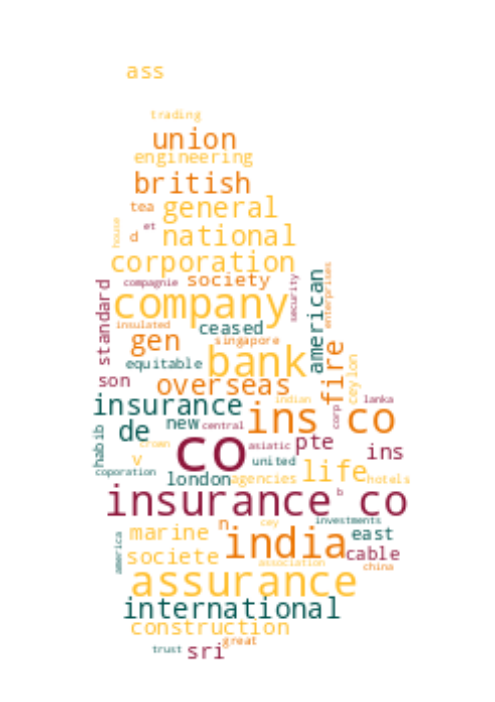 ass
trading
union
engineering
british
tea general
house et
d national
corporation
compagnie society
security
standard company american enterprises
insulated ceased
gen singapore
equitable bank fire
son overseas ceylon
insurance indian lanka
ins co corp
habib de new central
crown co asiatic pte
v united ins
coporation london agencies life hotels
insurance co b
n cey investments
america marine india east
societe association cable
china
assurance
international
construction
great
trust sri